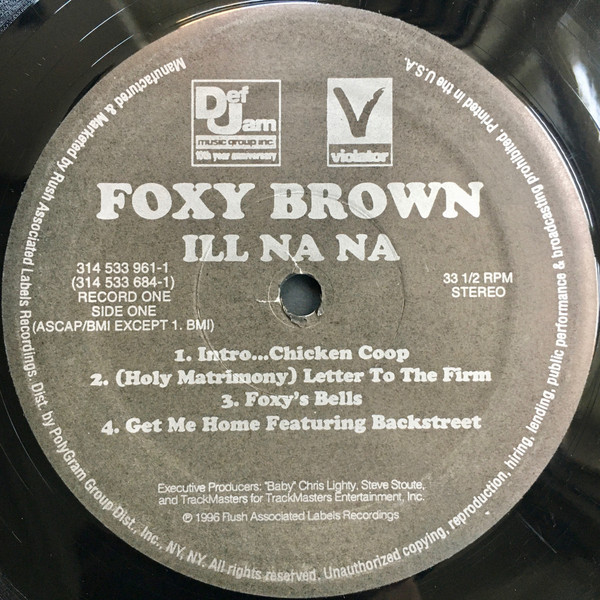 Def
Jam
music group inc.
10th year anniversary
V
violator
FOXY BROWN
ILL NA NA
314 533 961-1
(314 533 684-1)
RECORD ONE
SIDE ONE
(ASCAP/BMI EXCEPT 1. BMI)
33 1/2 RPM
STEREO
1. Intro...Chicken Coop
2. (Holy Matrimony) Letter To The Firm
3. Foxy's Bells
4. Get Me Home Featuring Backstreet
Executive Producers: "Baby" Chris Lighty, Steve Stoute,
and TrackMasters for TrackMasters Entertainment, Inc.
℗ 1996 Rush Associated Labels Recordings
Manufactured & Marketed by Rush Associated Labels Recordings. Dist. by PolyGram Group Dist., Inc., NY, NY. All rights reserved. Unauthorized copying, reproduction, hiring, lending, public performance & broadcasting prohibited. Printed in the U.S.A.